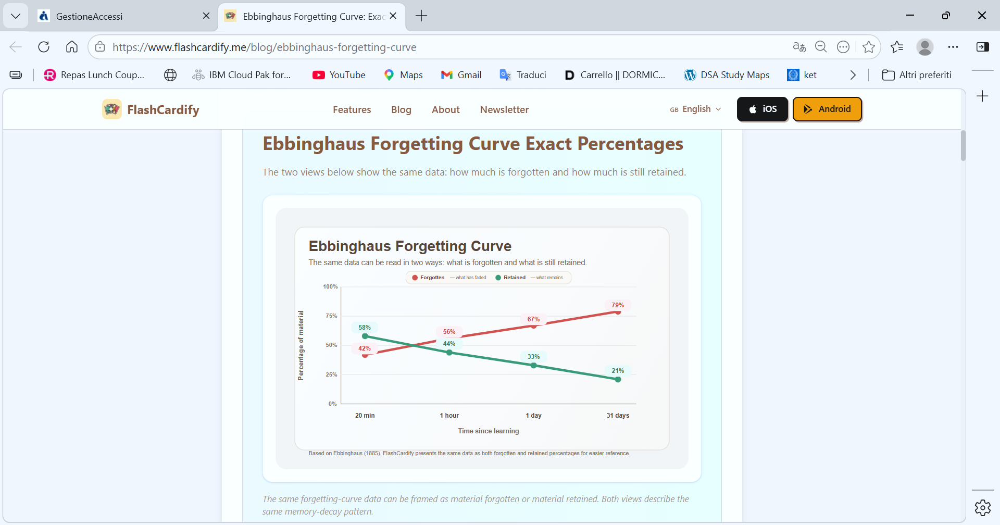 GestioneAccessi
Ebbinghaus Forgetting Curve: Exac
https://www.flashcardify.me/blog/ebbinghaus-forgetting-curve
Repas Lunch Coup...
IBM Cloud Pak for...
YouTube
Maps
Gmail
Traduci
Carrello || DORMIC...
DSA Study Maps
ket
Altri preferiti
FlashCardify
Features
Blog
About
Newsletter
GB English
iOS
Android
Ebbinghaus Forgetting Curve Exact Percentages
The two views below show the same data: how much is forgotten and how much is still retained.
Ebbinghaus Forgetting Curve
The same data can be read in two ways: what is forgotten and what is still retained.
Forgotten — what has faded
Retained — what remains
100%
75%
50%
25%
0%
Percentage of material
58%
42%
56%
44%
67%
33%
79%
21%
20 min
1 hour
1 day
31 days
Time since learning
Based on Ebbinghaus (1885). FlashCardify presents the same data as both forgotten and retained percentages for easier reference.
The same forgetting-curve data can be framed as material forgotten or material retained. Both views describe the
same memory-decay pattern.